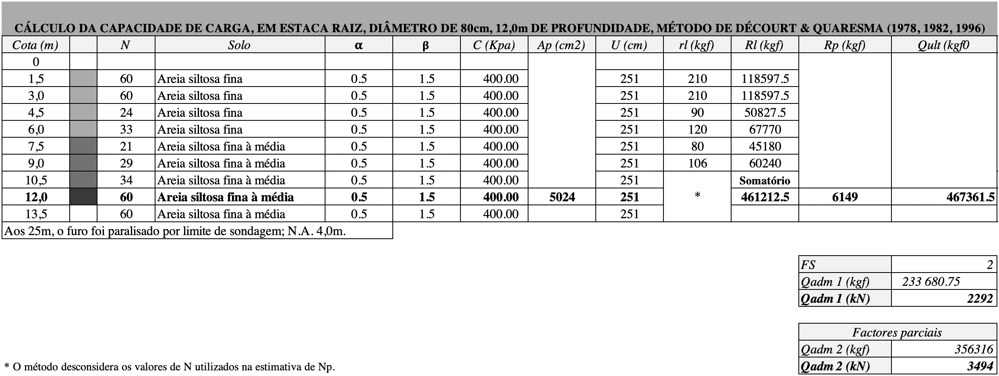 CÁLCULO DA CAPACIDADE DE CARGA, EM ESTACA RAIZ, DIÂMETRO DE 80cm, 12,0m DE PROFUNDIDADE, MÉTODO DE DÉCOURT & QUARESMA (1978, 1982, 1996)
Cota (m) N Solo α β C (Kpa) Ap (cm2) U (cm) rl (kgf) Rl (kgf) Rp (kgf) Qult (kgf0
0
1,5 60 Areia siltosa fina 0.5 1.5 400.00 251 210 118597.5
3,0 60 Areia siltosa fina 0.5 1.5 400.00 251 210 118597.5
4,5 24 Areia siltosa fina 0.5 1.5 400.00 251 90 50827.5
6,0 33 Areia siltosa fina 0.5 1.5 400.00 251 120 67770
7,5 21 Areia siltosa fina à média 0.5 1.5 400.00 251 80 45180
9,0 29 Areia siltosa fina à média 0.5 1.5 400.00 251 106 60240
10,5 34 Areia siltosa fina à média 0.5 1.5 400.00 251 Somatório
12,0 60 Areia siltosa fina à média 0.5 1.5 400.00 5024 251 * 461212.5 6149 467361.5
13,5 60 Areia siltosa fina à média 0.5 1.5 400.00 251
Aos 25m, o furo foi paralisado por limite de sondagem; N.A. 4,0m.
FS 2
Qadm 1 (kgf) 233 680.75
Qadm 1 (kN) 2292
Factores parciais
Qadm 2 (kgf) 356316
* O método desconsidera os valores de N utilizados na estimativa de Np. Qadm 2 (kN) 3494